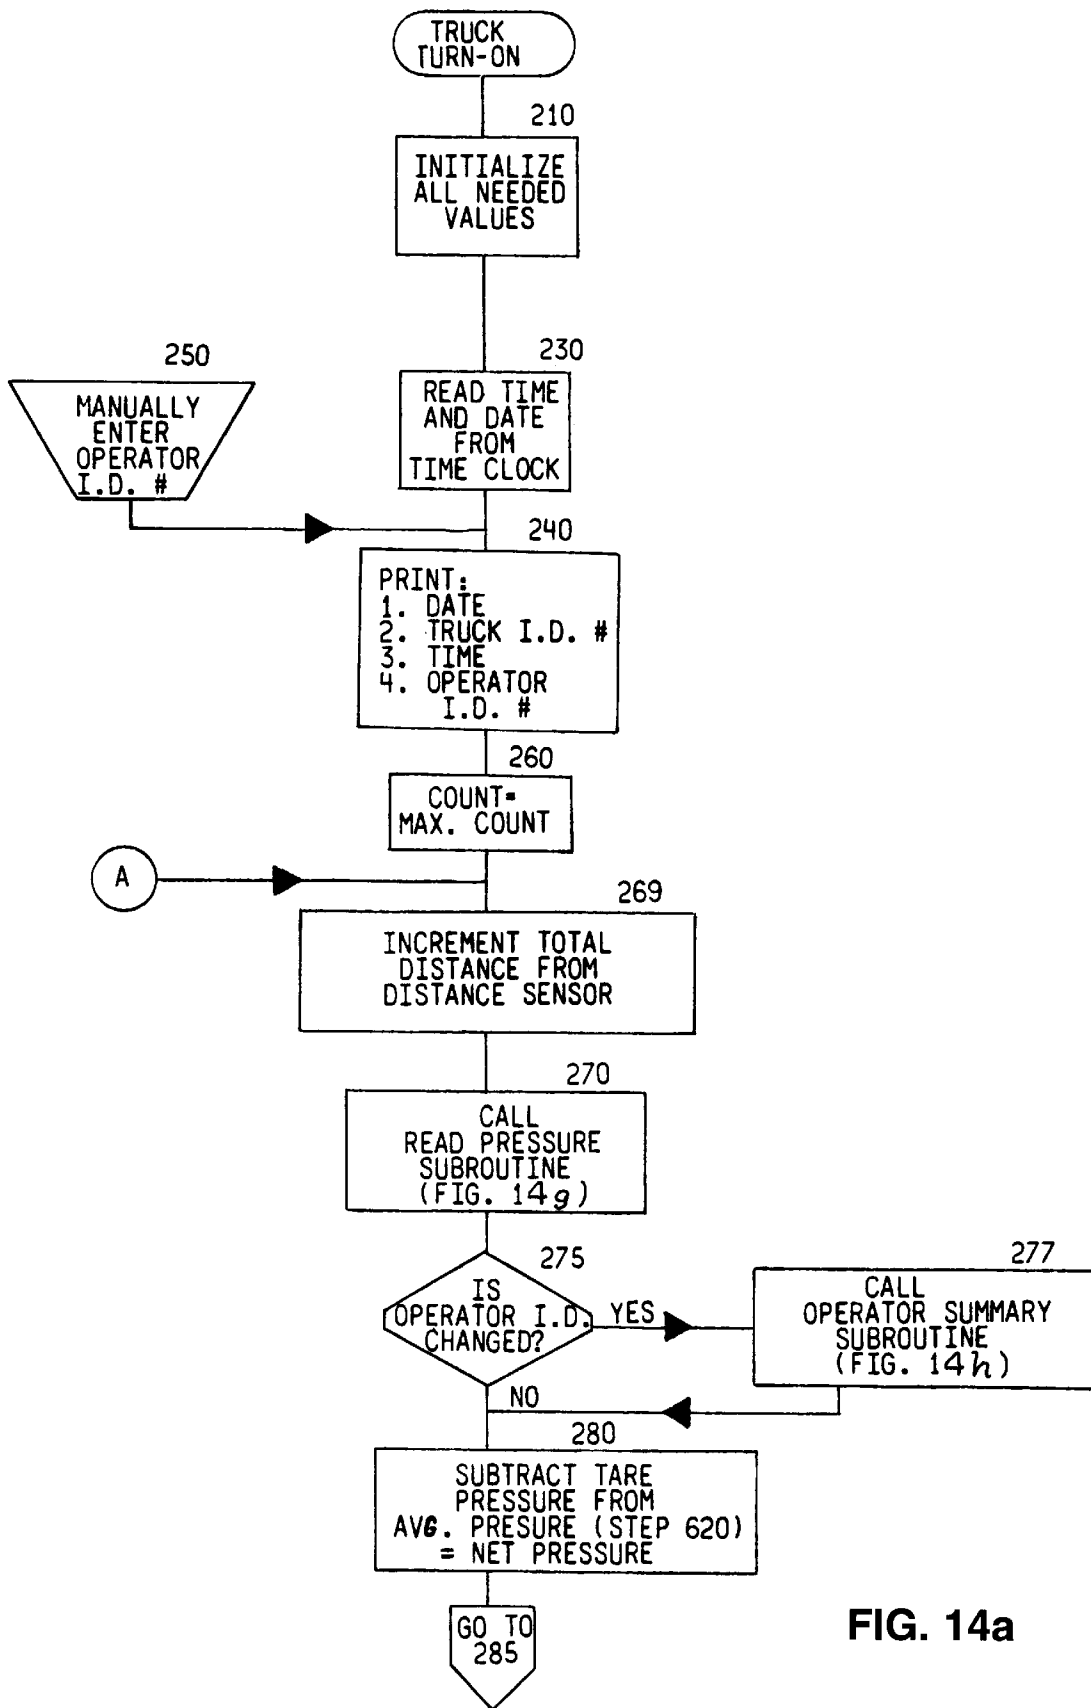 TRUCK
TURN-ON
210
INITIALIZE
ALL NEEDED
VALUES
230
READ TIME
AND DATE
FROM
TIME CLOCK
250
MANUALLY
ENTER
OPERATOR
I.D. #
240
PRINT:
1. DATE
2. TRUCK I.D. #
3. TIME
4. OPERATOR
I.D. #
260
COUNT=
MAX. COUNT
A
269
INCREMENT TOTAL
DISTANCE FROM
DISTANCE SENSOR
270
CALL
READ PRESSURE
SUBROUTINE
(FIG. 14g)
275
IS
OPERATOR I.D.
CHANGED?
YES
277
CALL
OPERATOR SUMMARY
SUBROUTINE
(FIG. 14h)
NO
280
SUBTRACT TARE
PRESSURE FROM
AVG. PRESURE (STEP 620)
= NET PRESSURE
GO TO
285
FIG. 14a